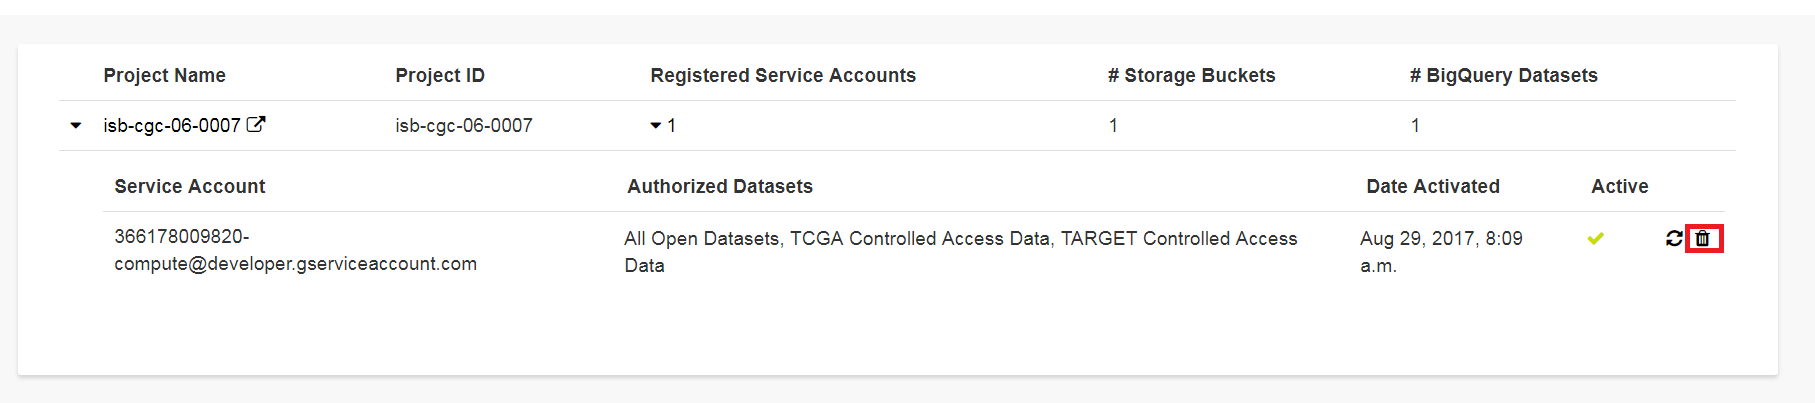 Project Name Project ID Registered Service Accounts # Storage Buckets # BigQuery Datasets
isb-cgc-06-0007 isb-cgc-06-0007 1 1 1
Service Account Authorized Datasets Date Activated Active
366178009820-
compute@developer.gserviceaccount.com
All Open Datasets, TCGA Controlled Access Data, TARGET Controlled Access
Data
Aug 29, 2017, 8:09
a.m.